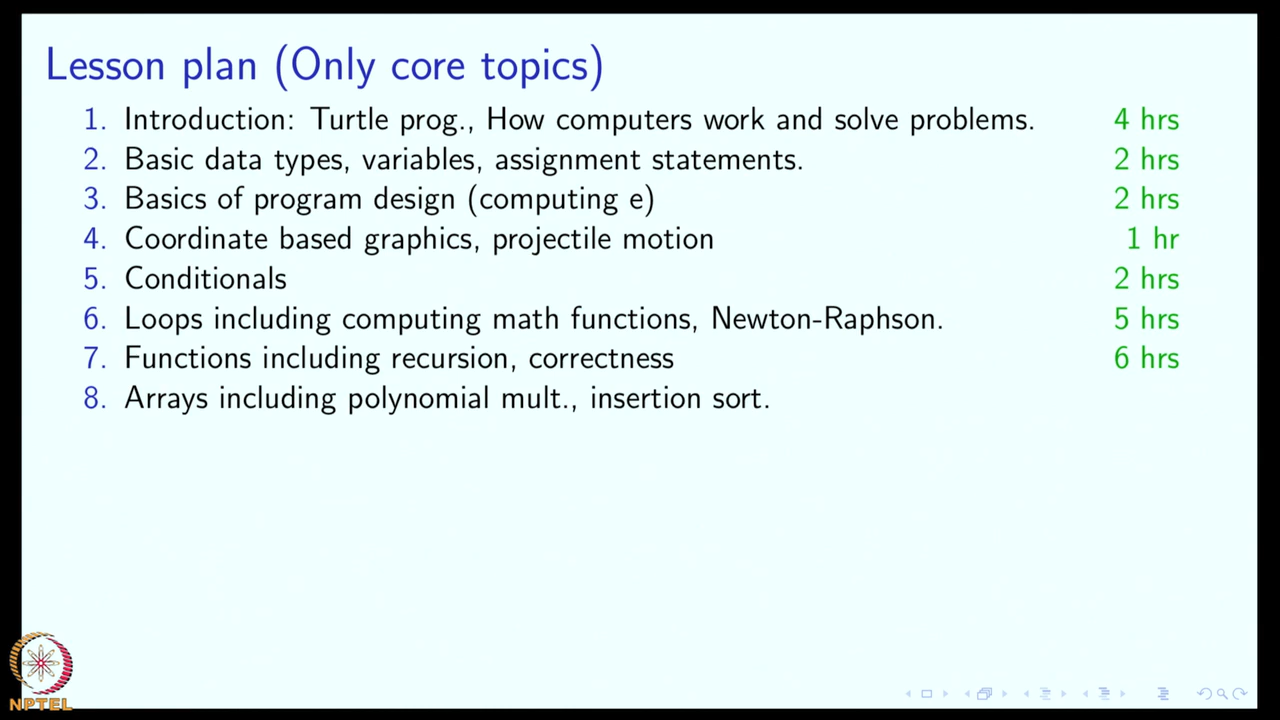 Lesson plan (Only core topics)
1. Introduction: Turtle prog., How computers work and solve problems. 4 hrs
2. Basic data types, variables, assignment statements. 2 hrs
3. Basics of program design (computing e) 2 hrs
4. Coordinate based graphics, projectile motion 1 hr
5. Conditionals 2 hrs
6. Loops including computing math functions, Newton-Raphson. 5 hrs
7. Functions including recursion, correctness 6 hrs
8. Arrays including polynomial mult., insertion sort.
NPTEL